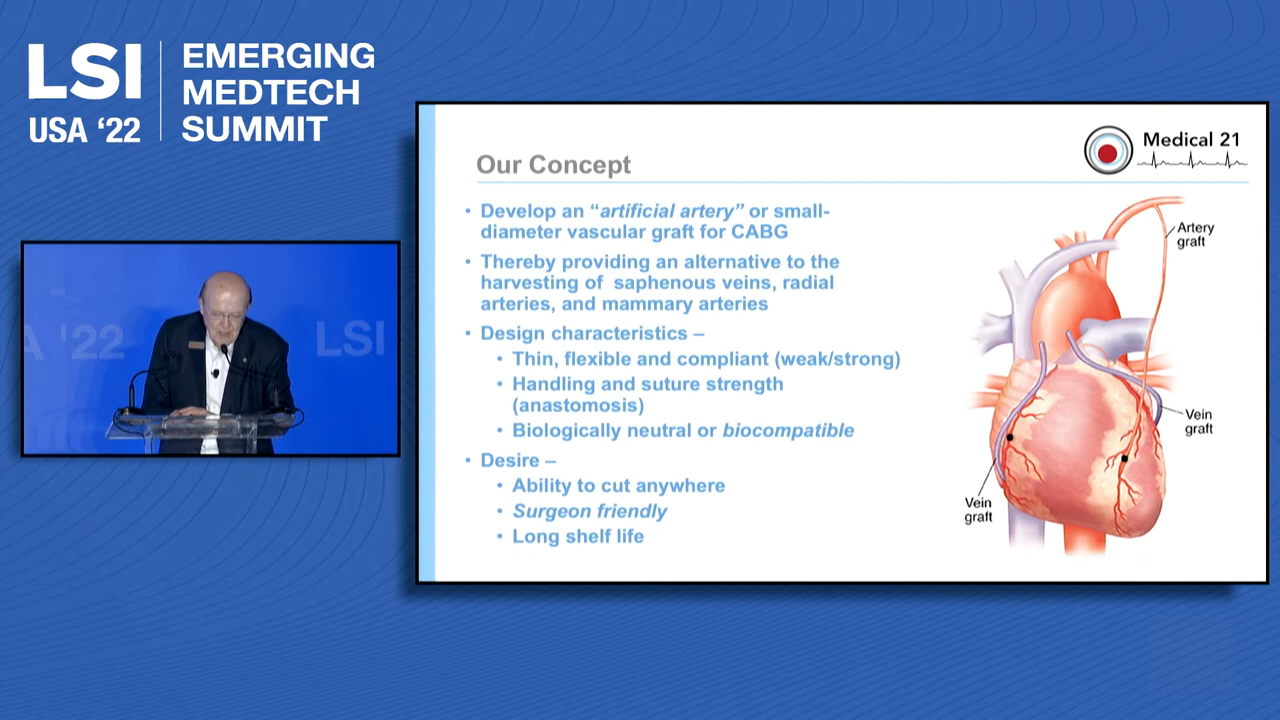 LSI
USA ‘22
EMERGING
MEDTECH
SUMMIT
A '22
LSI
Medical 21
Our Concept
• Develop an “artificial artery” or small-
diameter vascular graft for CABG
• Thereby providing an alternative to the
harvesting of saphenous veins, radial
arteries, and mammary arteries
• Design characteristics –
• Thin, flexible and compliant (weak/strong)
• Handling and suture strength
(anastomosis)
• Biologically neutral or biocompatible
• Desire –
• Ability to cut anywhere
• Surgeon friendly
• Long shelf life
Artery
graft
Vein
graft
Vein
graft